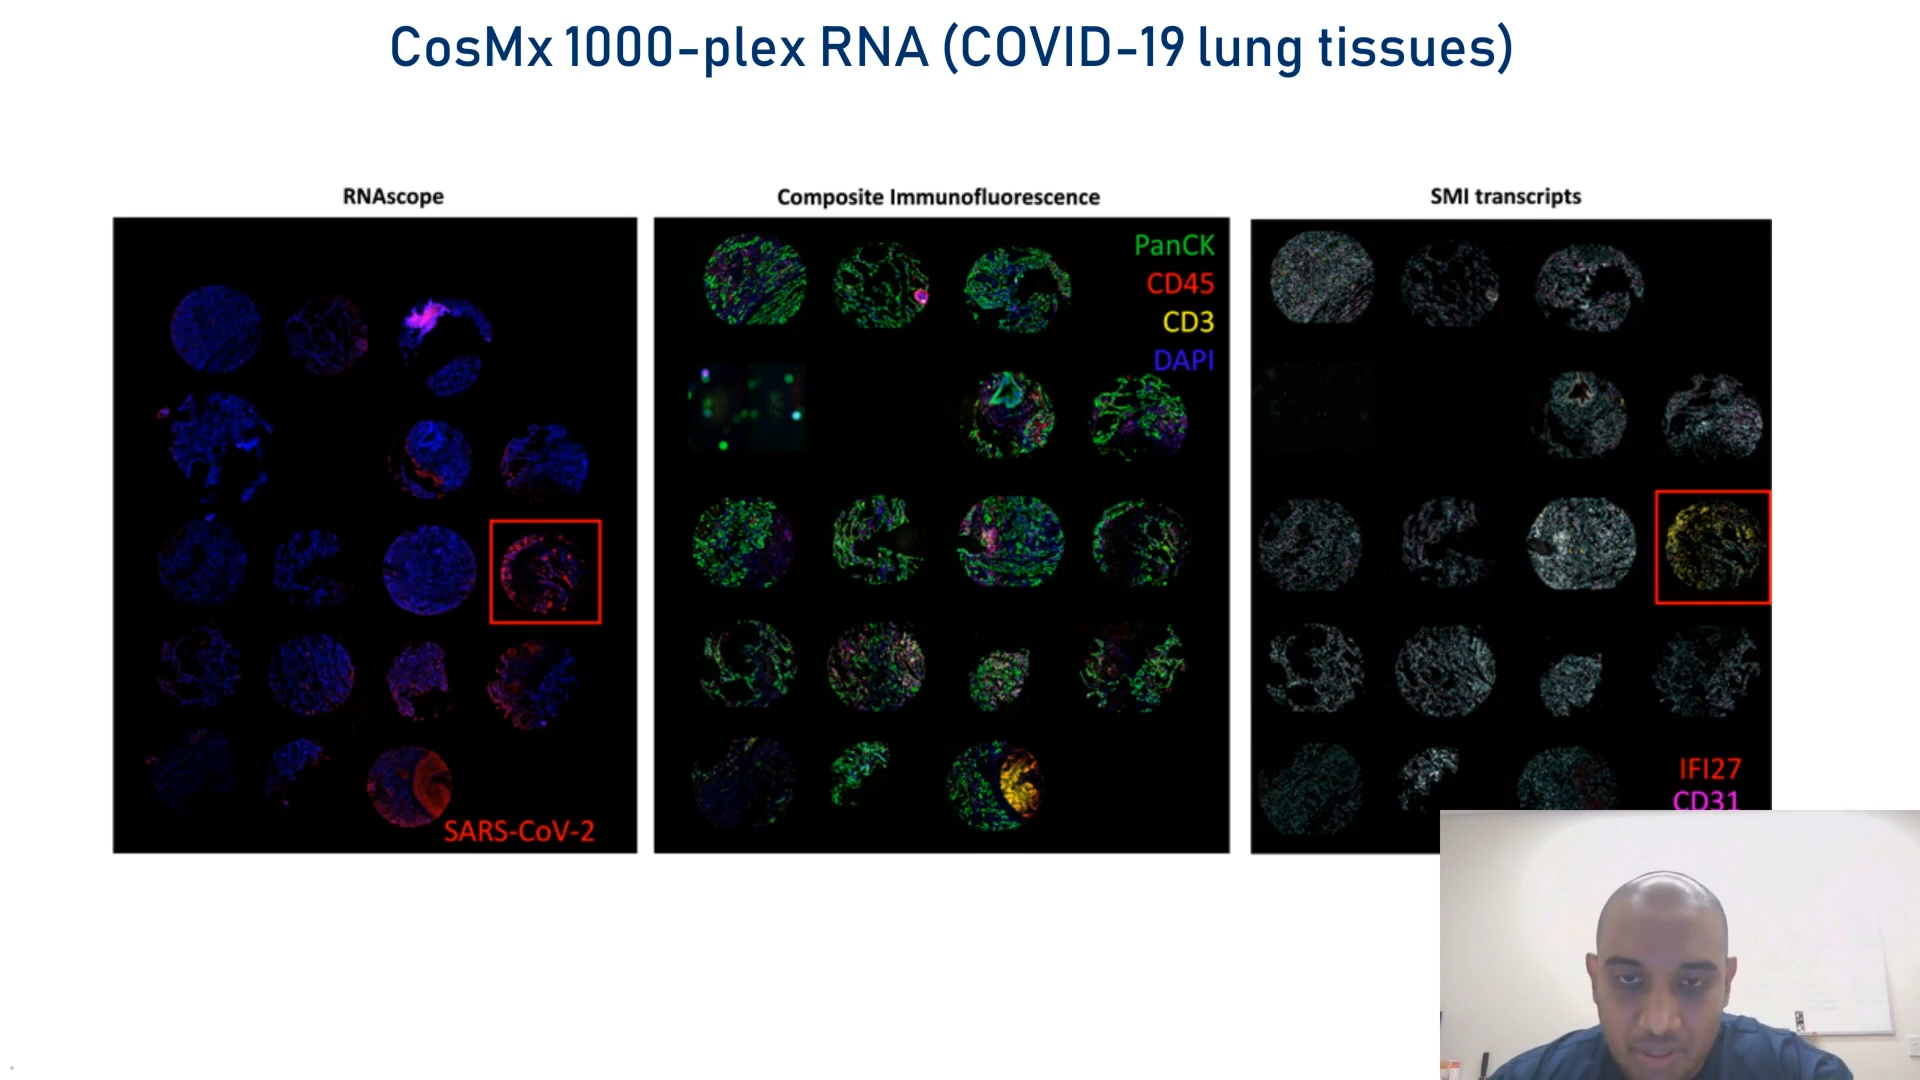 CosMx 1000-plex RNA (COVID-19 lung tissues)
RNAscope
Composite Immunofluorescence
SMI transcripts
PanCK
CD45
CD3
DAPI
SARS-CoV-2
IFI27
CD31